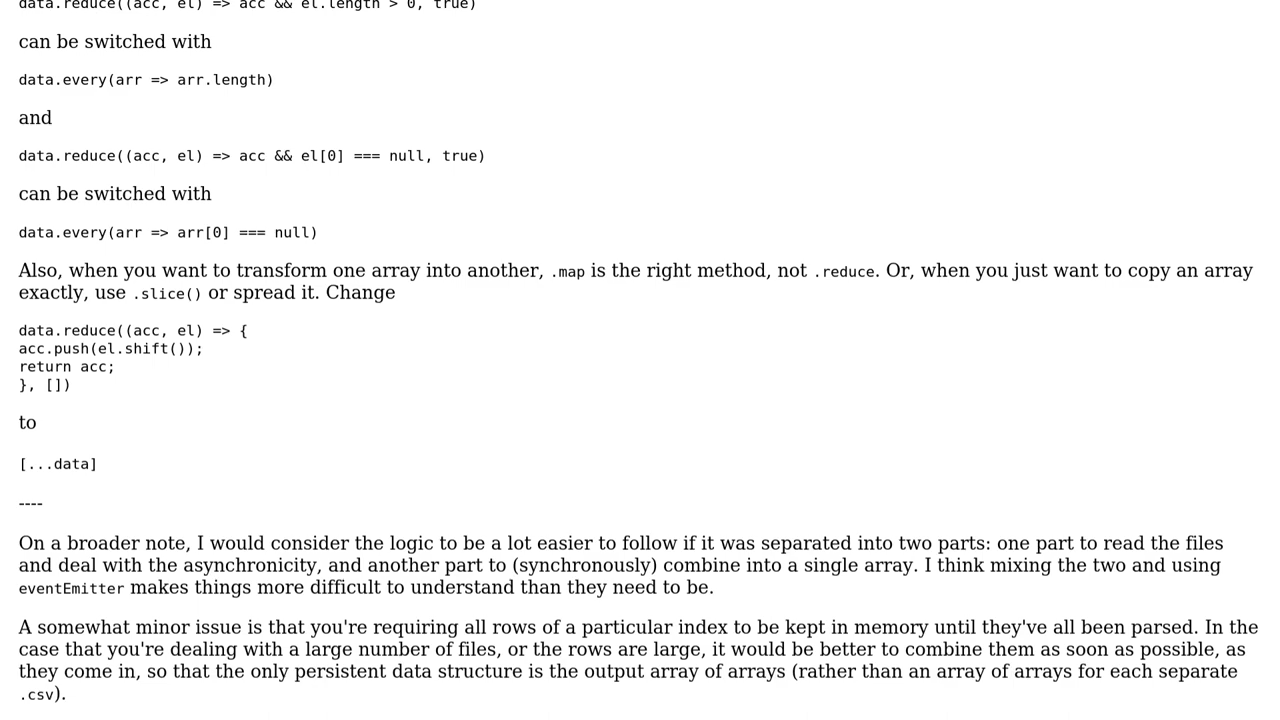 data.reduce((acc, el) => acc && el.length > 0, true)
can be switched with
data.every(arr => arr.length)
and
data.reduce((acc, el) => acc && el[0] === null, true)
can be switched with
data.every(arr => arr[0] === null)
Also, when you want to transform one array into another, .map is the right method, not .reduce. Or, when you just want to copy an array
exactly, use .slice() or spread it. Change
data.reduce((acc, el) => {
acc.push(el.shift());
return acc;
}, [])
to
[...data]
----
On a broader note, I would consider the logic to be a lot easier to follow if it was separated into two parts: one part to read the files
and deal with the asynchronicity, and another part to (synchronously) combine into a single array. I think mixing the two and using
eventEmitter makes things more difficult to understand than they need to be.
A somewhat minor issue is that you're requiring all rows of a particular index to be kept in memory until they've all been parsed. In the
case that you're dealing with a large number of files, or the rows are large, it would be better to combine them as soon as possible, as
they come in, so that the only persistent data structure is the output array of arrays (rather than an array of arrays for each separate
.csv).